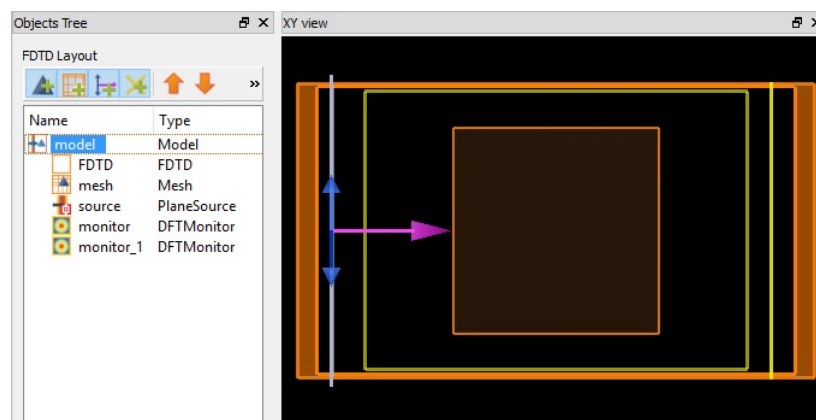 Objects Tree
XY view
FDTD Layout
Name Type
model Model
FDTD FDTD
mesh Mesh
source PlaneSource
monitor DFTMonitor
monitor_1 DFTMonitor